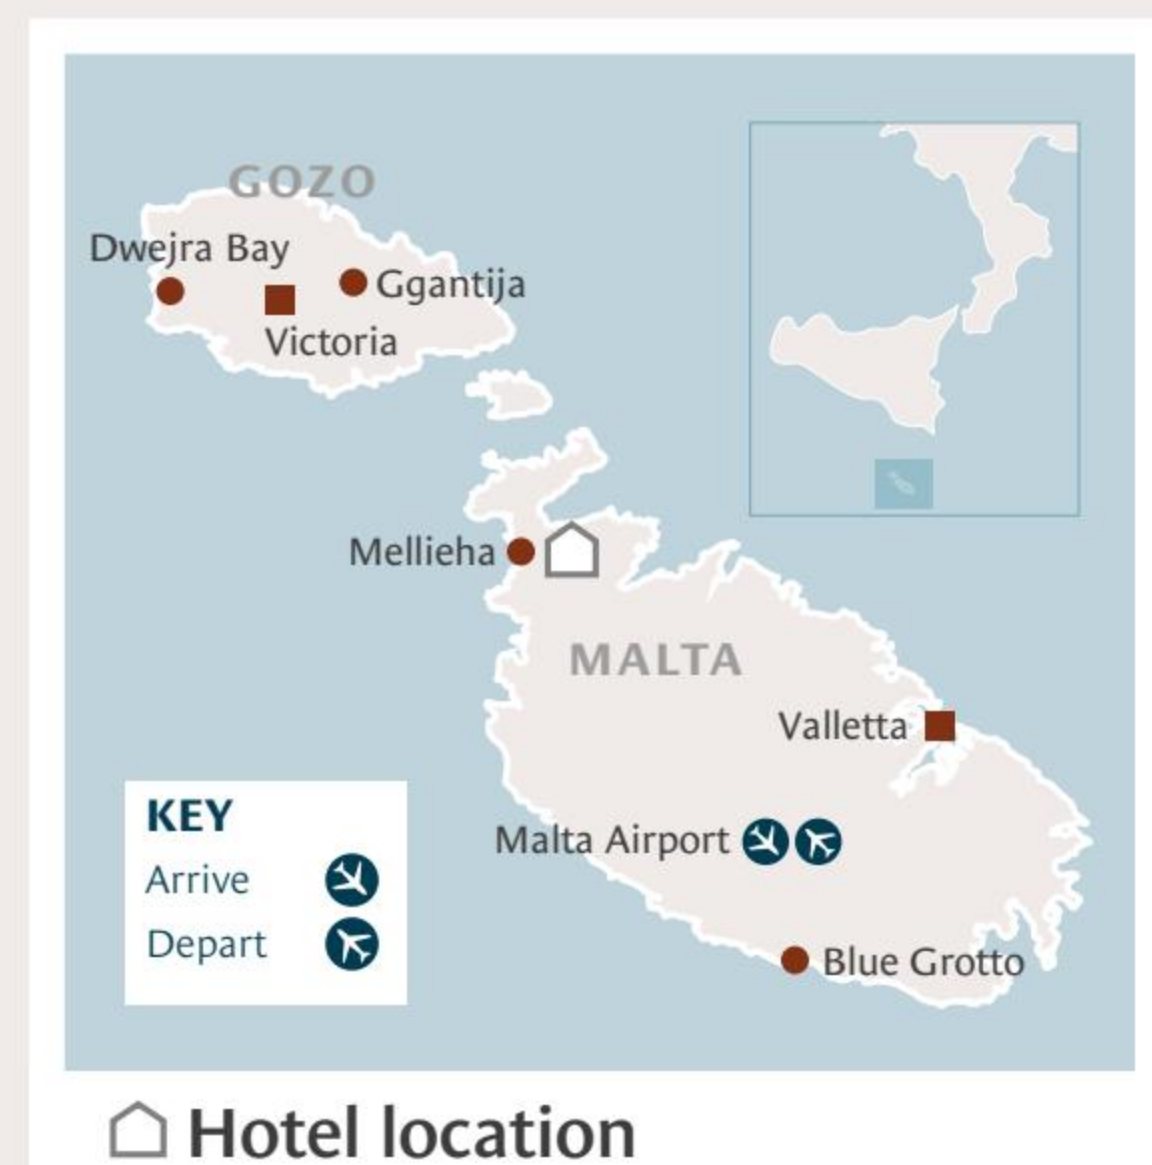 GOZO
Dwejra Bay
Ggantija
Victoria
Mellieha
MALTA
Valletta
Malta Airport
Blue Grotto
KEY
Arrive
Depart
Hotel location